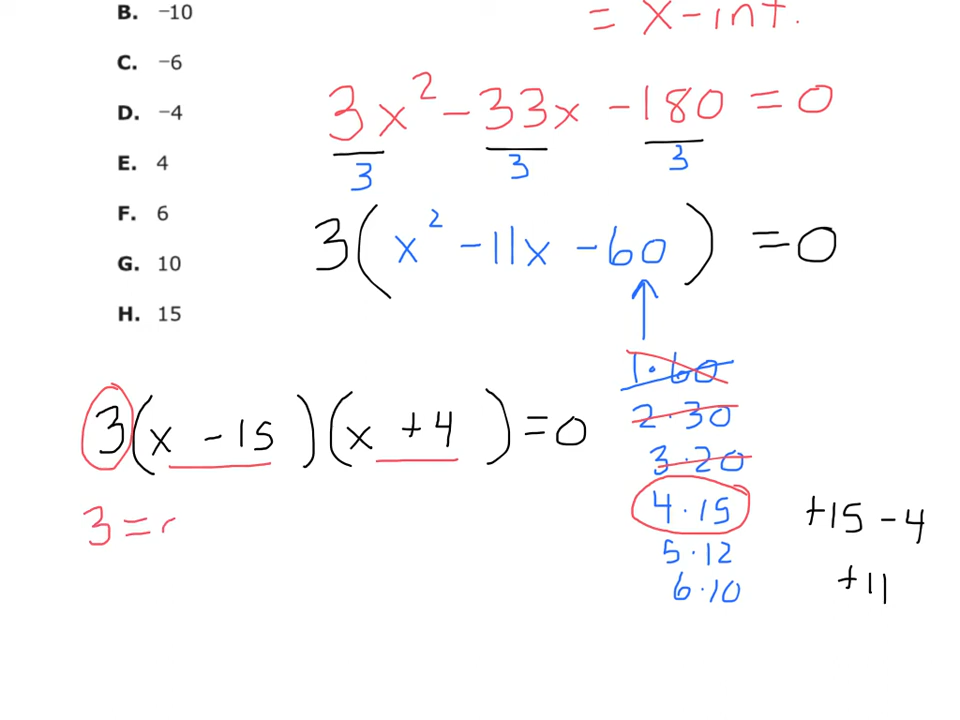 B. -10
= x-int.
C. -6
3x² - 33x - 180 = 0
D. -4
3 3 3
E. 4
F. 6
3(x² - 11x - 60) = 0
G. 10
H. 15
1·60
2·30
3(x - 15)(x + 4) = 0
3·20
4·15
+15 - 4
3 =
5·12
6·10
+11